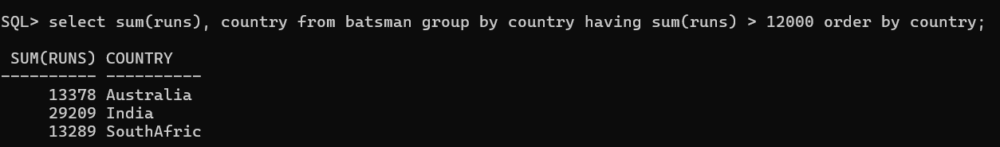 SQL> select sum(runs), country from batsman group by country having sum(runs) > 12000 order by country;
 SUM(RUNS) COUNTRY
---------- ----------
     13378 Australia
     29209 India
     13289 SouthAfric